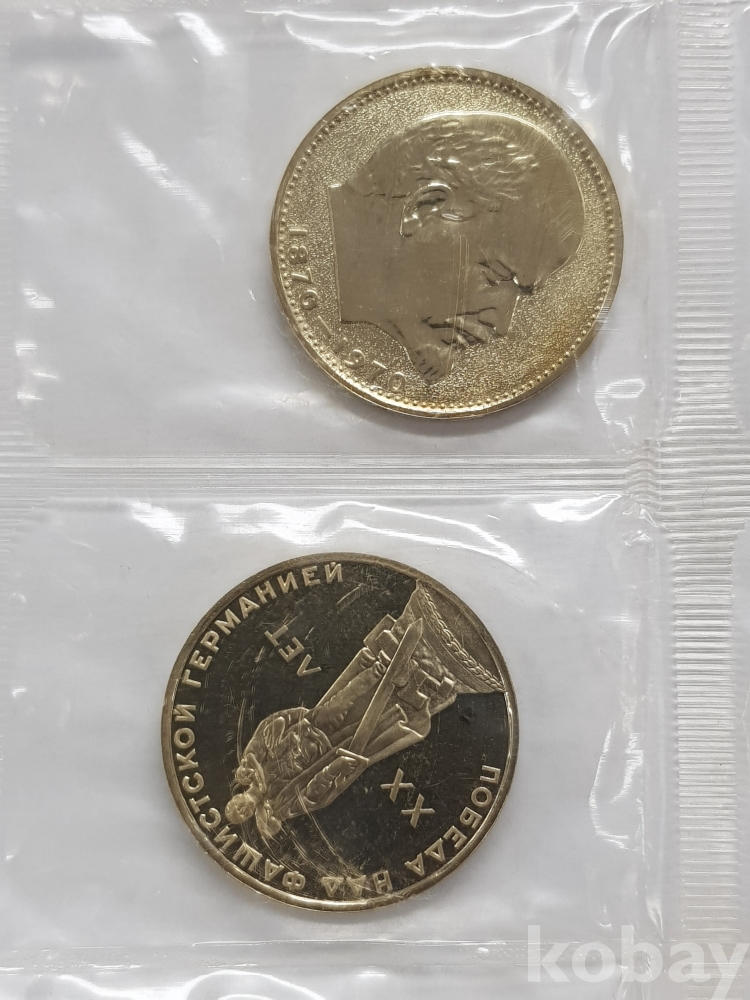 1870–1970
ПОБЕДА НАД ФАШИСТСКОЙ ГЕРМАНИЕЙ
XX
ЛЕТ
kobay